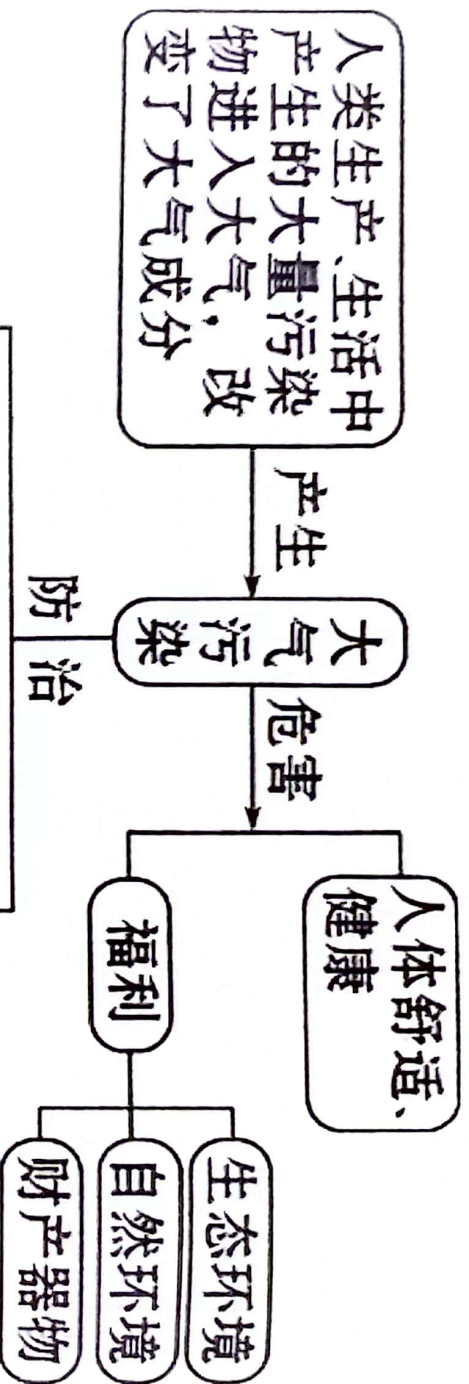 人类生产、生活中
产生的大量污染
物进入大气，改
变了大气成分
产生
大气
污染
危害
人体舒适、
健康
福利
生态环境
自然环境
财产器物
防治